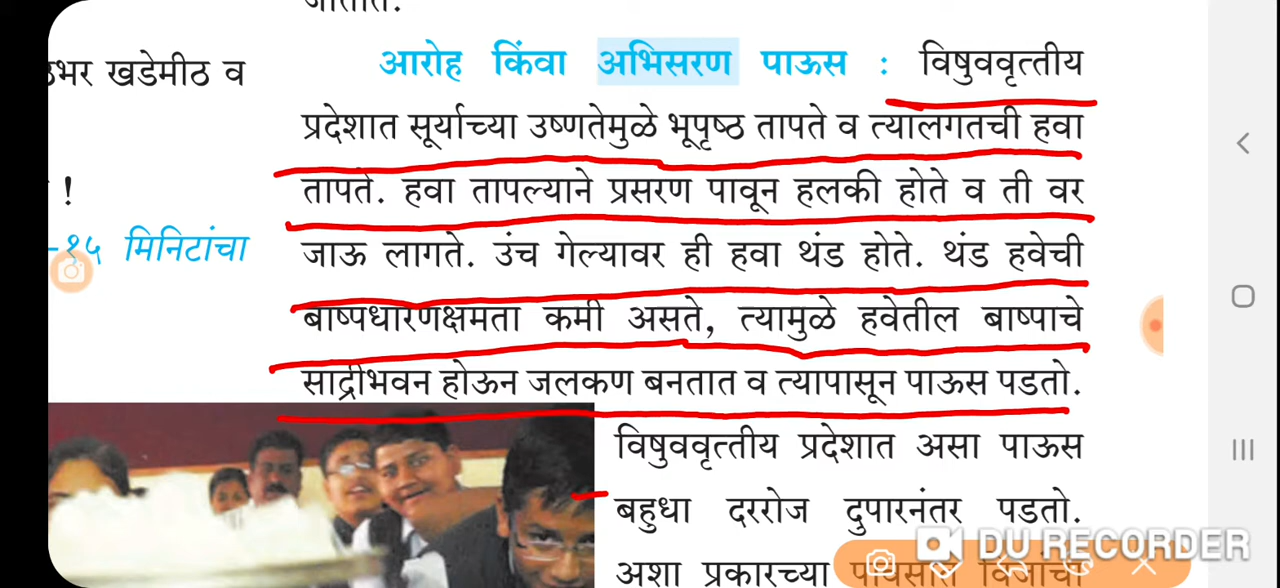 उभर खडेमीठ व
!
-१५ मिनिटांचा
आरोह किंवा अभिसरण पाऊस : विषुववृत्तीय
प्रदेशात सूर्याच्या उष्णतेमुळे भूपृष्ठ तापते व त्यालगतची हवा
तापते. हवा तापल्याने प्रसरण पावून हलकी होते व ती वर
जाऊ लागते. उंच गेल्यावर ही हवा थंड होते. थंड हवेची
बाष्पधारणक्षमता कमी असते, त्यामुळे हवेतील बाष्पाचे
सांद्रीभवन होऊन जलकण बनतात व त्यापासून पाऊस पडतो.
विषुववृत्तीय प्रदेशात असा पाऊस
बहुधा दररोज दुपारनंतर पडतो.
अशा प्रकारच्या
DU RECORDER